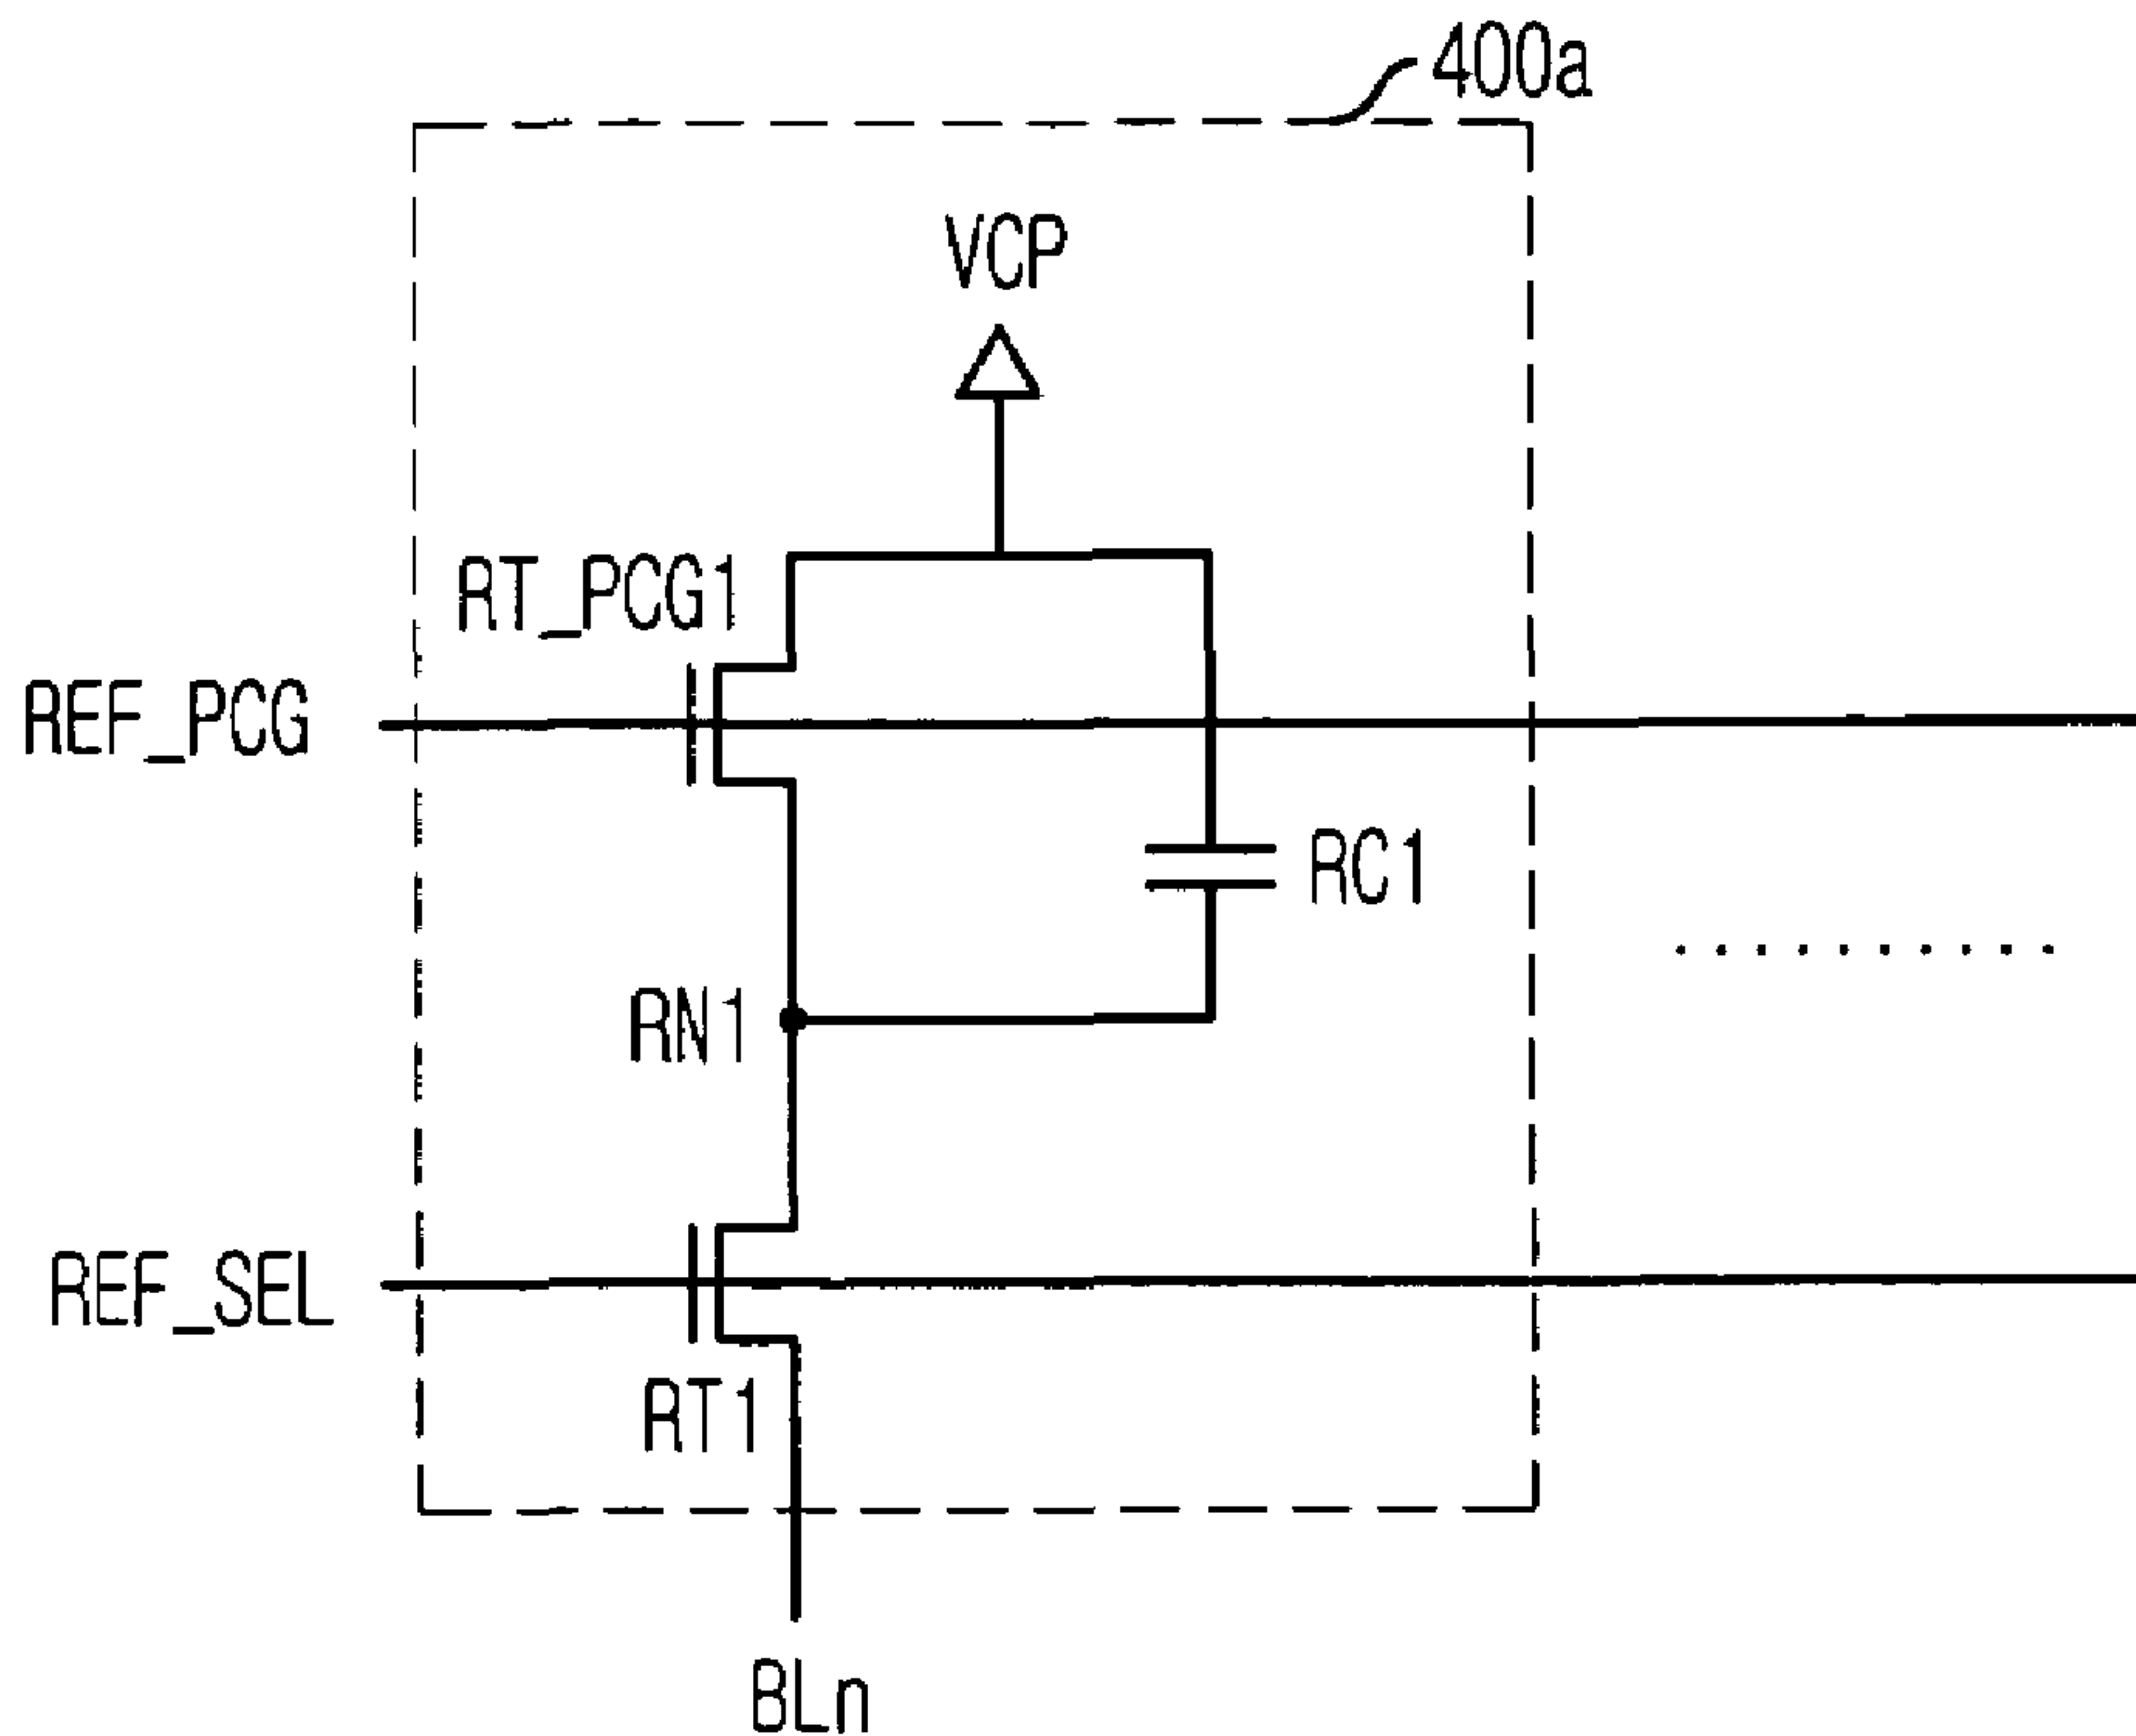 400a
VCP
RT_PCG1
REF_PCG
RC1
RN1
REF_SEL
RT1
BLn